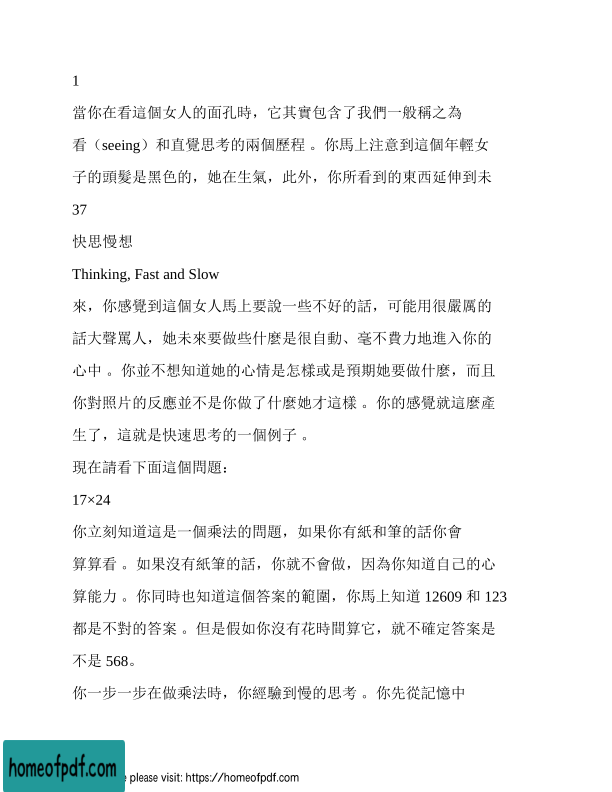 1
當你在看這個女人的面孔時，它其實包含了我們一般稱之為
看（seeing）和直覺思考的兩個歷程 。你馬上注意到這個年輕女
子的頭髮是黑色的，她在生氣，此外，你所看到的東西延伸到未
37
快思慢想
Thinking, Fast and Slow
來，你感覺到這個女人馬上要說一些不好的話，可能用很嚴厲的
話大聲罵人，她未來要做些什麼是很自動、毫不費力地進入你的
心中 。你並不想知道她的心情是怎樣或是預期她要做什麼，而且
你對照片的反應並不是你做了什麼她才這樣 。你的感覺就這麼產
生了，這就是快速思考的一個例子 。
現在請看下面這個問題：
17×24
你立刻知道這是一個乘法的問題，如果你有紙和筆的話你會
算算看 。如果沒有紙筆的話，你就不會做，因為你知道自己的心
算能力 。你同時也知道這個答案的範圍，你馬上知道 12609 和 123
都是不對的答案 。但是假如你沒有花時間算它，就不確定答案是
不是 568。
你一步一步在做乘法時，你經驗到慢的思考 。你先從記憶中
homeofpdf.com
please visit: https://homeofpdf.com